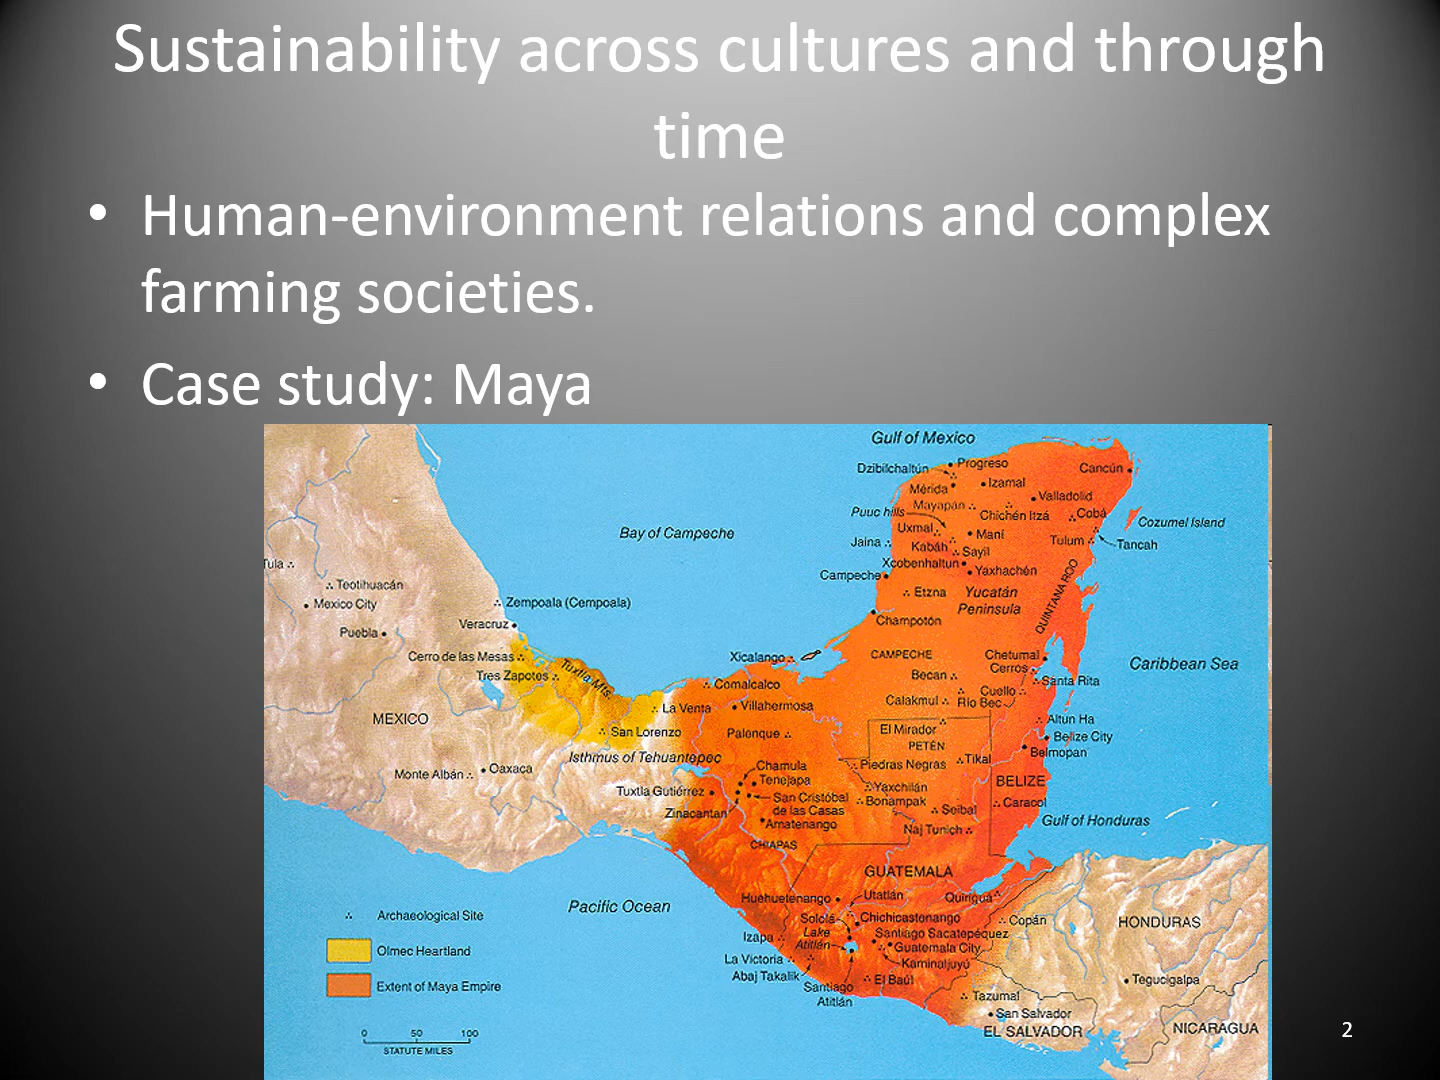 Sustainability across cultures and through
time
• Human-environment relations and complex
farming societies.
• Case study: Maya
Gulf of Mexico
Dzibilchaltún
Progreso
Cancún
Mérida
Izamal
Mayapán
Valladolid
Puuc hills
Chichén Itzá
Cobá
Cozumel Island
Uxmal
Maní
Bay of Campeche
Jaina
Kabáh
Sayil
Tulum
Tancah
Tula
Xcobenhaltun
Yaxhachén
Campeche
Teotihuacán
Etzna
Yucatán
Peninsula
QUINTANA ROO
Mexico City
Zempoala (Cempoala)
Champotón
Veracruz
Puebla
Cerro de las Mesas
Tuxtla Mts.
Xicalango
CAMPECHE
Chetumal
Cerros
Caribbean Sea
Tres Zapotes
Comalcalco
Becan
Santa Rita
Cuello
La Venta
Villahermosa
Calakmul
Río Bec
MEXICO
San Lorenzo
Palenque
El Mirador
Altun Ha
Belize City
PETÉN
Belmopan
Isthmus of Tehuantepec
Piedras Negras
Tikal
Monte Albán
Oaxaca
Chamula
Tenejapa
BELIZE
Tuxtla Gutiérrez
San Cristóbal
de las Casas
Yaxchilán
Bonampak
Seibal
Caracol
Zinacantan
Amatenango
Naj Tunich
Gulf of Honduras
CHIAPAS
GUATEMALA
Huehuetenango
Utatlán
Quiriguá
Pacific Ocean
Sololá
Chichicastenango
Copán
HONDURAS
Archaeological Site
Lake
Atitlán
Santiago Sacatepéquez
Izapa
Guatemala City
Olmec Heartland
La Victoria
Kaminaljuyú
Abaj Takalik
Extent of Maya Empire
Santiago
Atitlán
El Baúl
Tegucigalpa
Tazumal
San Salvador
EL SALVADOR
NICARAGUA
0 50 100
STATUTE MILES
2